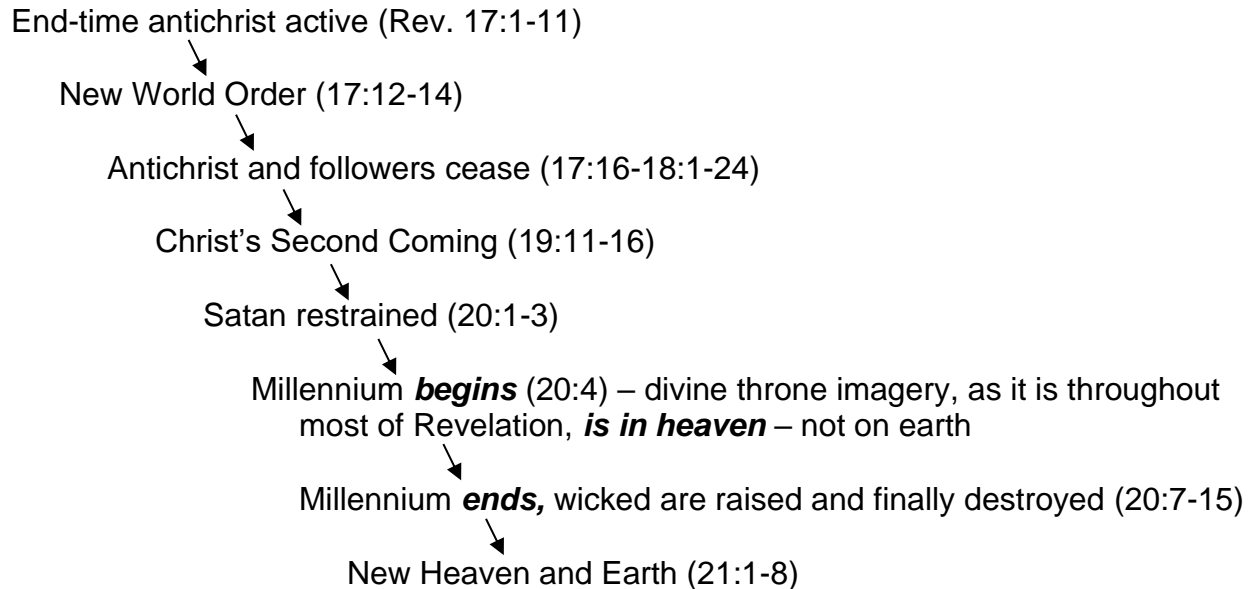 End-time antichrist active (Rev. 17:1-11)
New World Order (17:12-14)
Antichrist and followers cease (17:16-18:1-24)
Christ’s Second Coming (19:11-16)
Satan restrained (20:1-3)
Millennium begins (20:4) – divine throne imagery, as it is throughout
most of Revelation, is in heaven – not on earth
Millennium ends, wicked are raised and finally destroyed (20:7-15)
New Heaven and Earth (21:1-8)